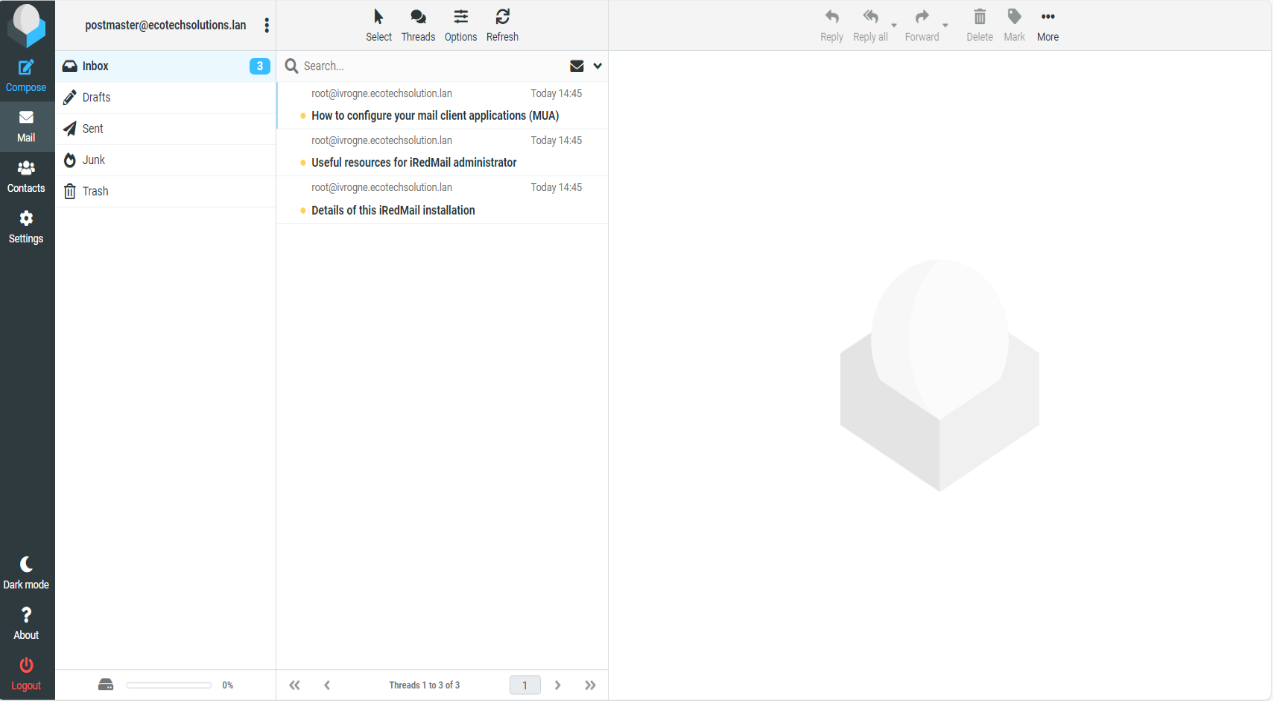 postmaster@ecotechsolutions.lan
Compose
Mail
Contacts
Settings
Dark mode
About
Logout
Inbox 3
Drafts
Sent
Junk
Trash
0%
Select Threads Options Refresh
Search...
root@ivrogne.ecotechsolution.lan Today 14:45
How to configure your mail client applications (MUA)
root@ivrogne.ecotechsolution.lan Today 14:45
Useful resources for iRedMail administrator
root@ivrogne.ecotechsolution.lan Today 14:45
Details of this iRedMail installation
Threads 1 to 3 of 3 1
Reply Reply all Forward Delete Mark More